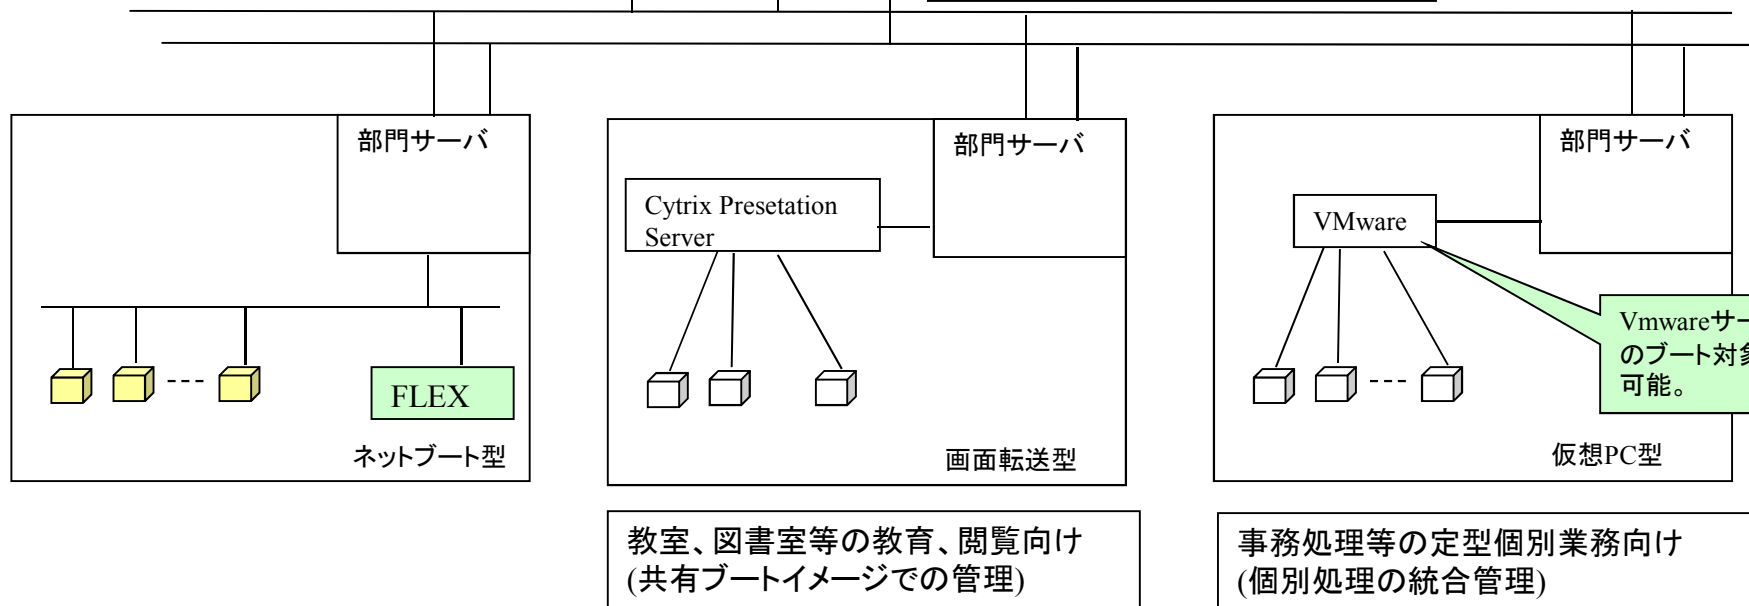 部門サーバ
部門サーバ
部門サーバ
Cytrix Presetation
Server
VMware
Vmwareサー
のブート対象
可能。
FLEX
ネットブート型
画面転送型
仮想PC型
教室、図書室等の教育、閲覧向け
(共有ブートイメージでの管理)
事務処理等の定型個別業務向け
(個別処理の統合管理)